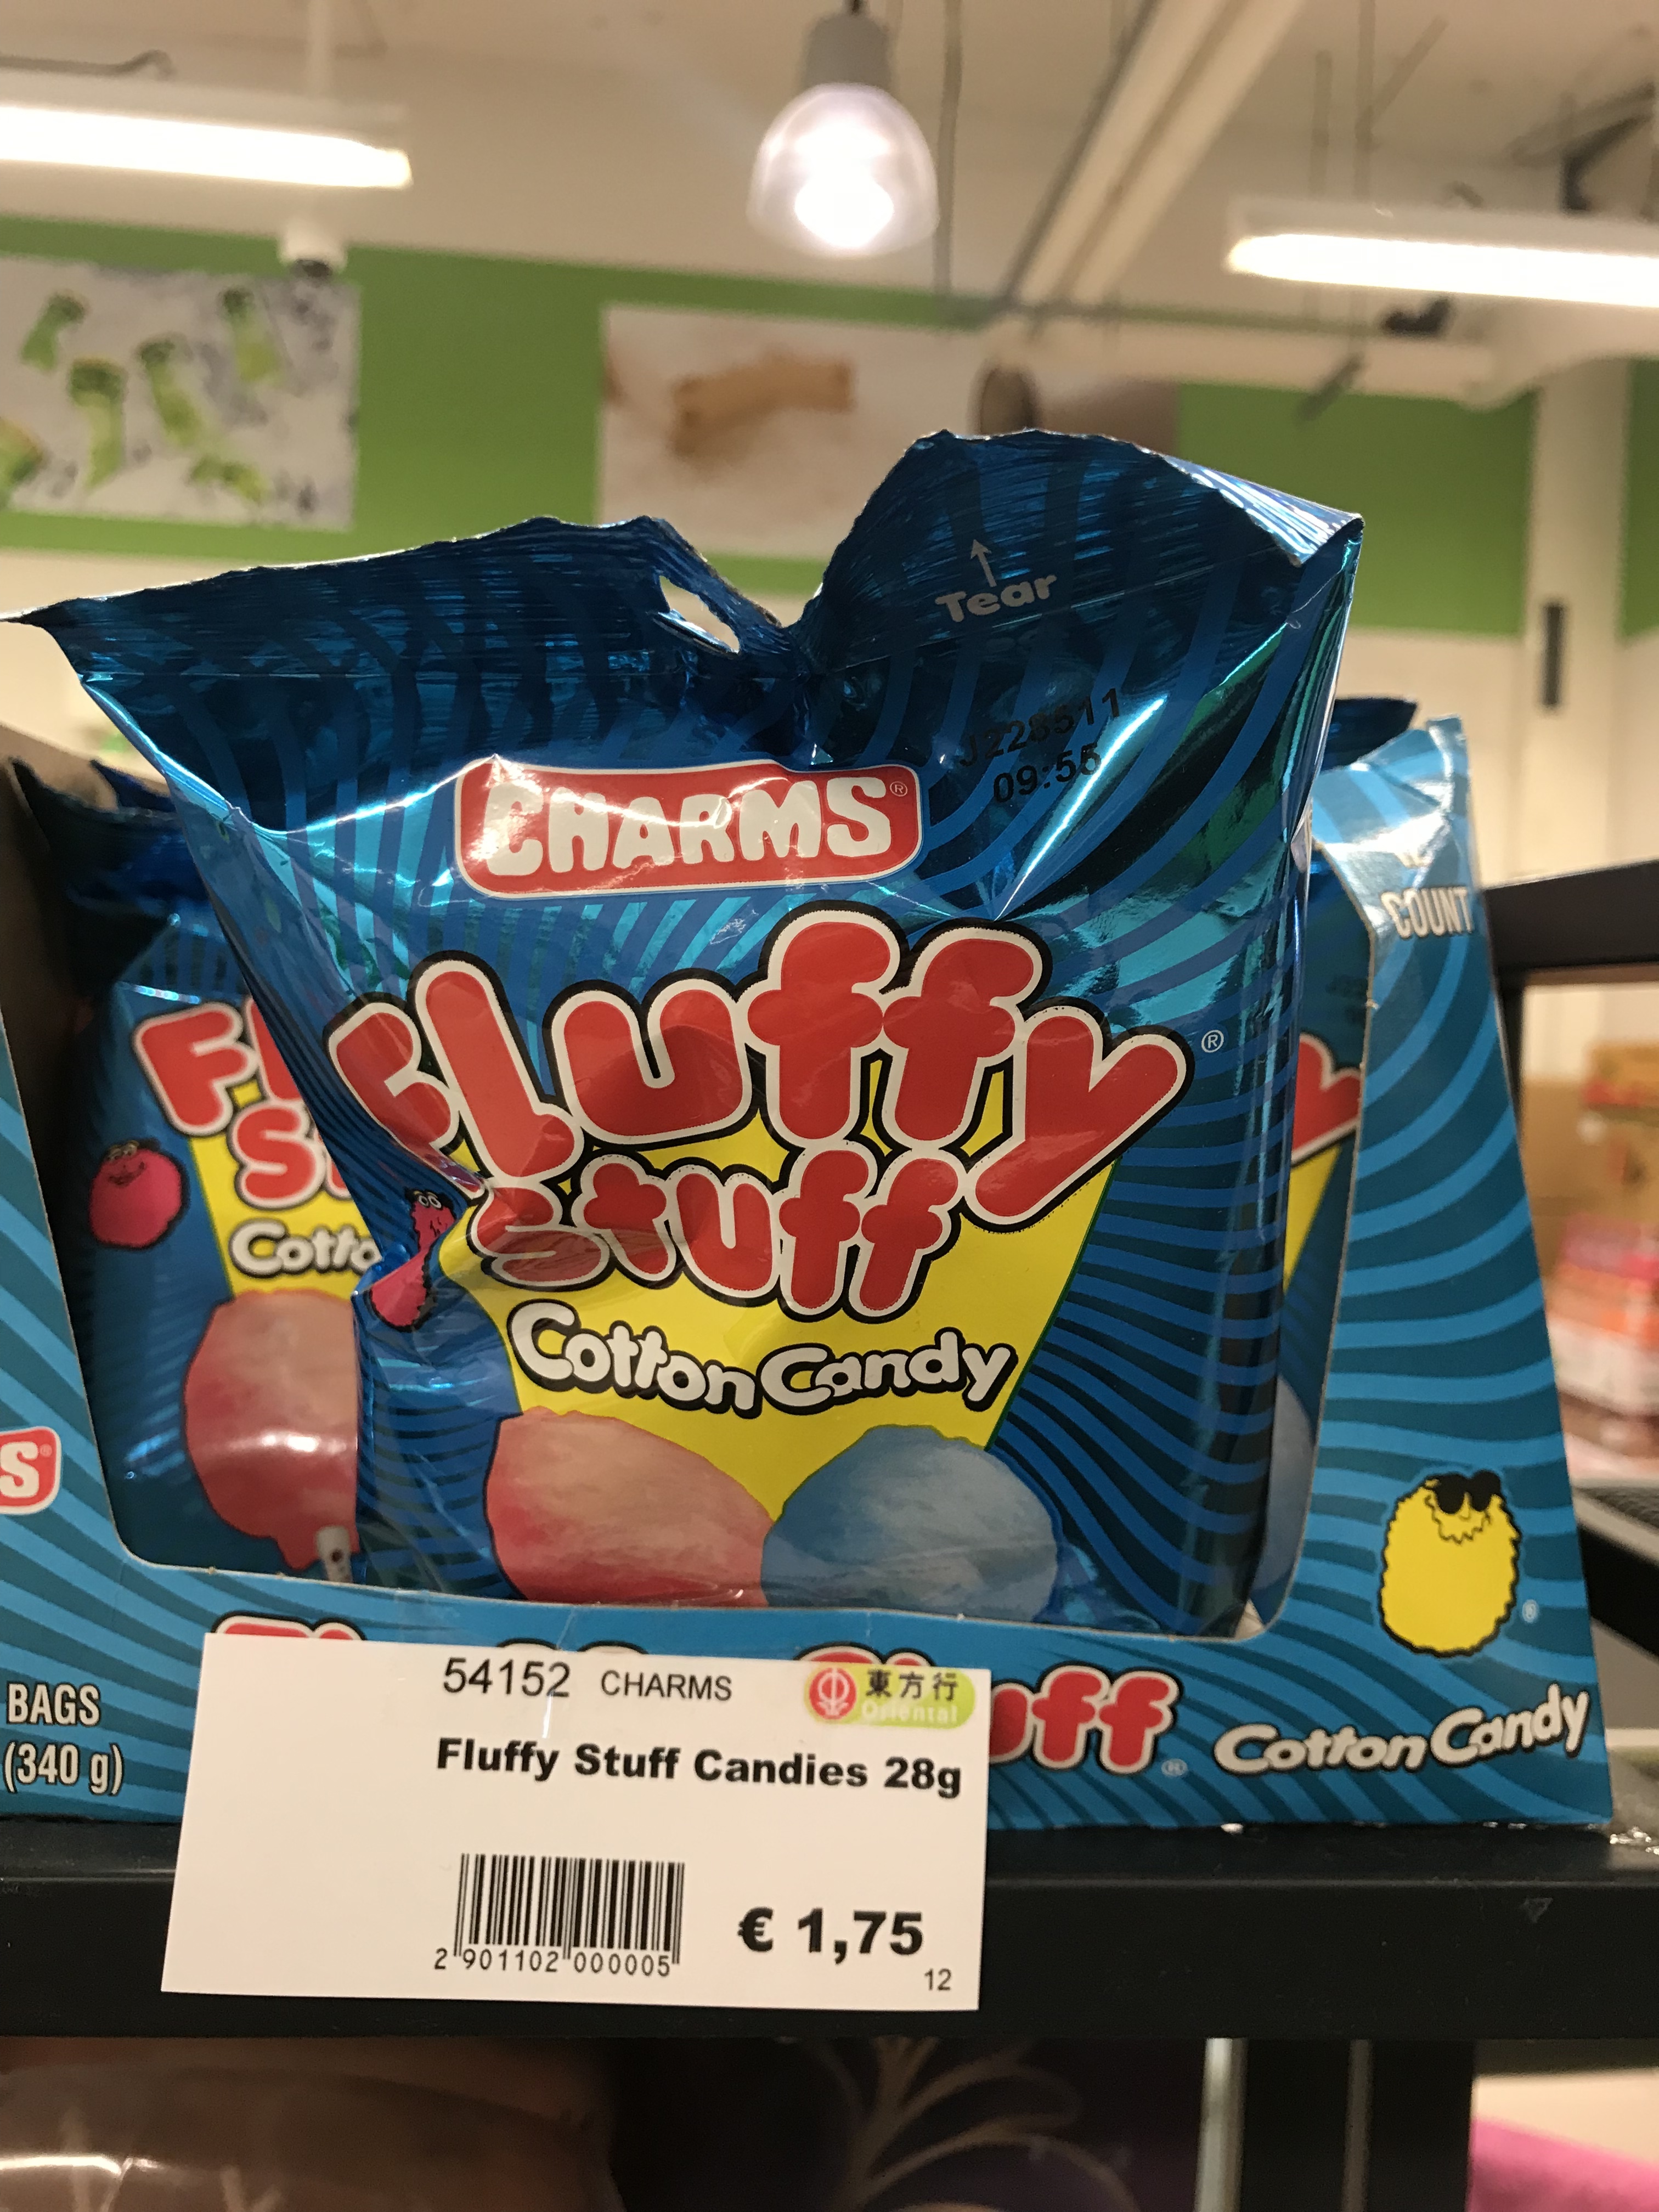 ↑
Tear
J228511
09:55
CHARMS®
Fluffy®
Stuff
Cotton Candy
COUNT
S®
BAGS
(340 g)
uff®
Cotton Candy
54152 CHARMS
東方行
Oriental
Fluffy Stuff Candies 28g
2 901102 000005
€ 1,75
12